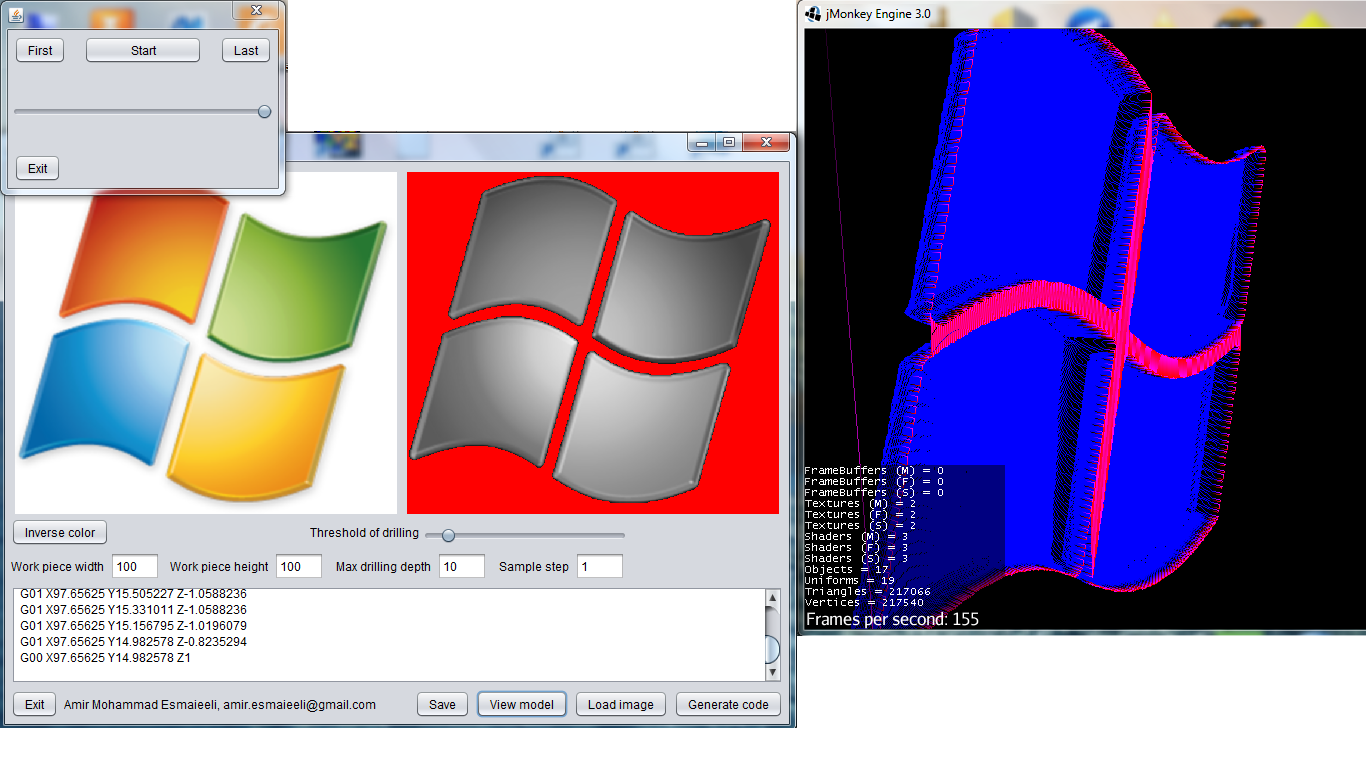 First
Start
Last
Exit
Inverse color
Threshold of drilling
Work piece width 100 Work piece height 100 Max drilling depth 10 Sample step 1
G01 X97.65625 Y15.505227 Z-1.0588236
G01 X97.65625 Y15.331011 Z-1.0588236
G01 X97.65625 Y15.156795 Z-1.0196079
G01 X97.65625 Y14.982578 Z-0.8235294
G00 X97.65625 Y14.982578 Z1
Exit Amir Mohammad Esmaieeli, amir.esmaieeli@gmail.com Save View model Load image Generate code
jMonkey Engine 3.0
FrameBuffers (M) = 0
FrameBuffers (F) = 0
FrameBuffers (S) = 0
Textures (M) = 2
Textures (F) = 2
Textures (S) = 2
Shaders (M) = 3
Shaders (F) = 3
Shaders (S) = 3
Objects = 17
Uniforms = 19
Triangles = 217066
Vertices = 217540
Frames per second: 155